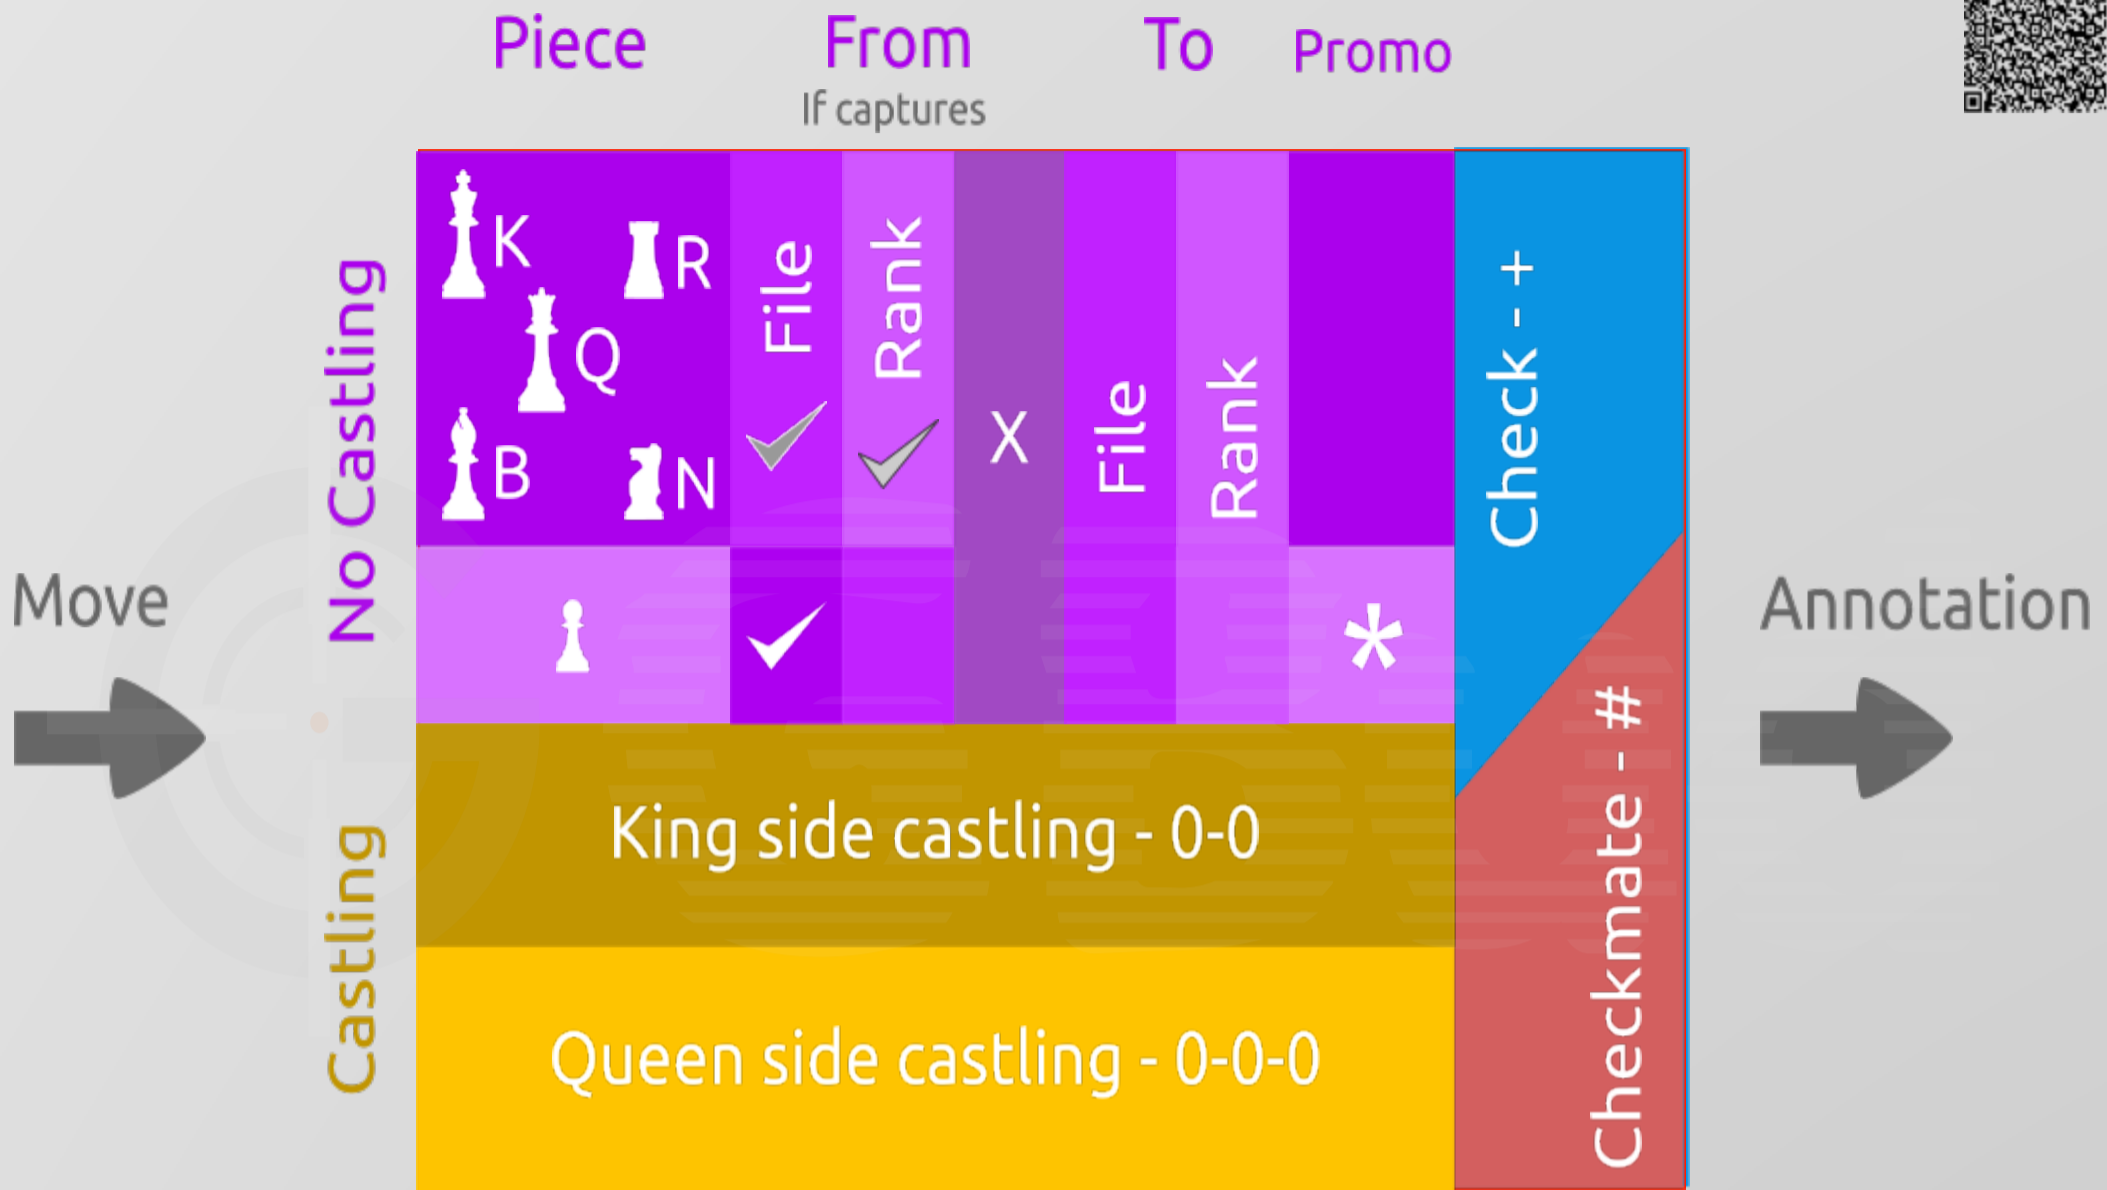 Piece From To Promo
If captures
No Castling
K
R
Q
B
N
File
Rank
X
File
Rank
*
Check - +
Checkmate - #
Move
Annotation
Castling
King side castling - 0-0
Queen side castling - 0-0-0